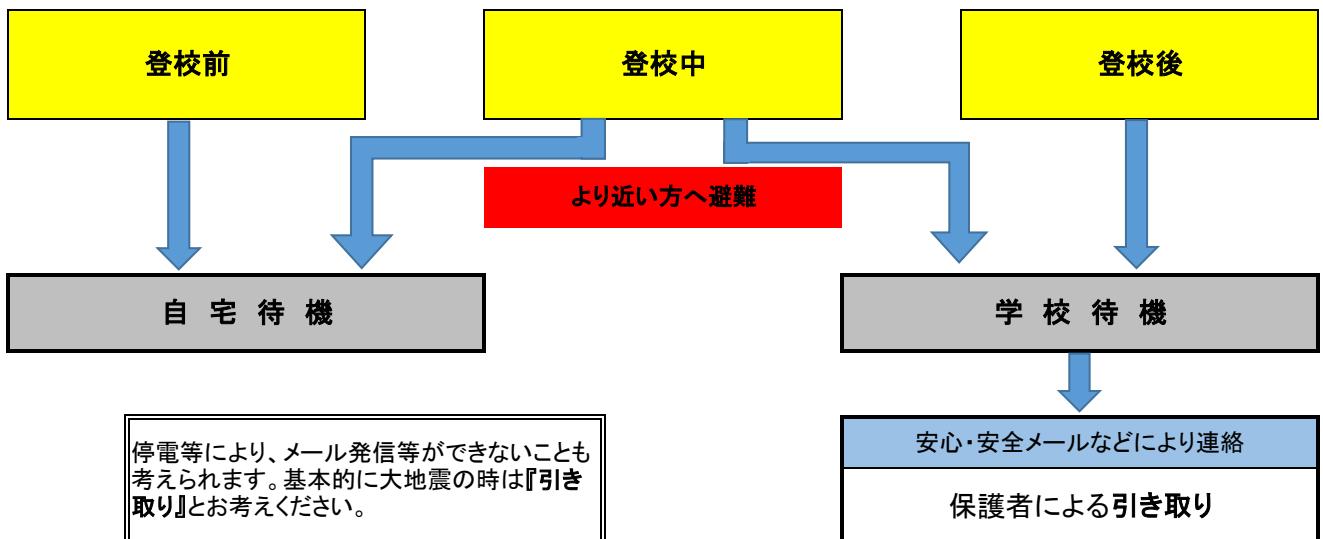 登校前
登校中
登校後
より近い方へ避難
自 宅 待 機
学 校 待 機
停電等により、メール発信等ができないことも
考えられます。基本的に大地震の時は『引き
取り』とお考えください。
安心・安全メールなどにより連絡
保護者による引き取り